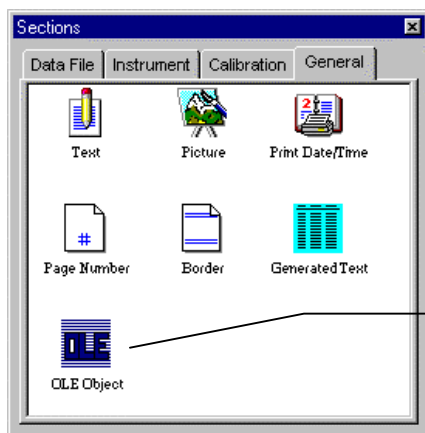 Sections
Data File Instrument Calibration General
2
Text Picture Print Date/Time
#
Page Number Border Generated Text
OLE
OLE Object